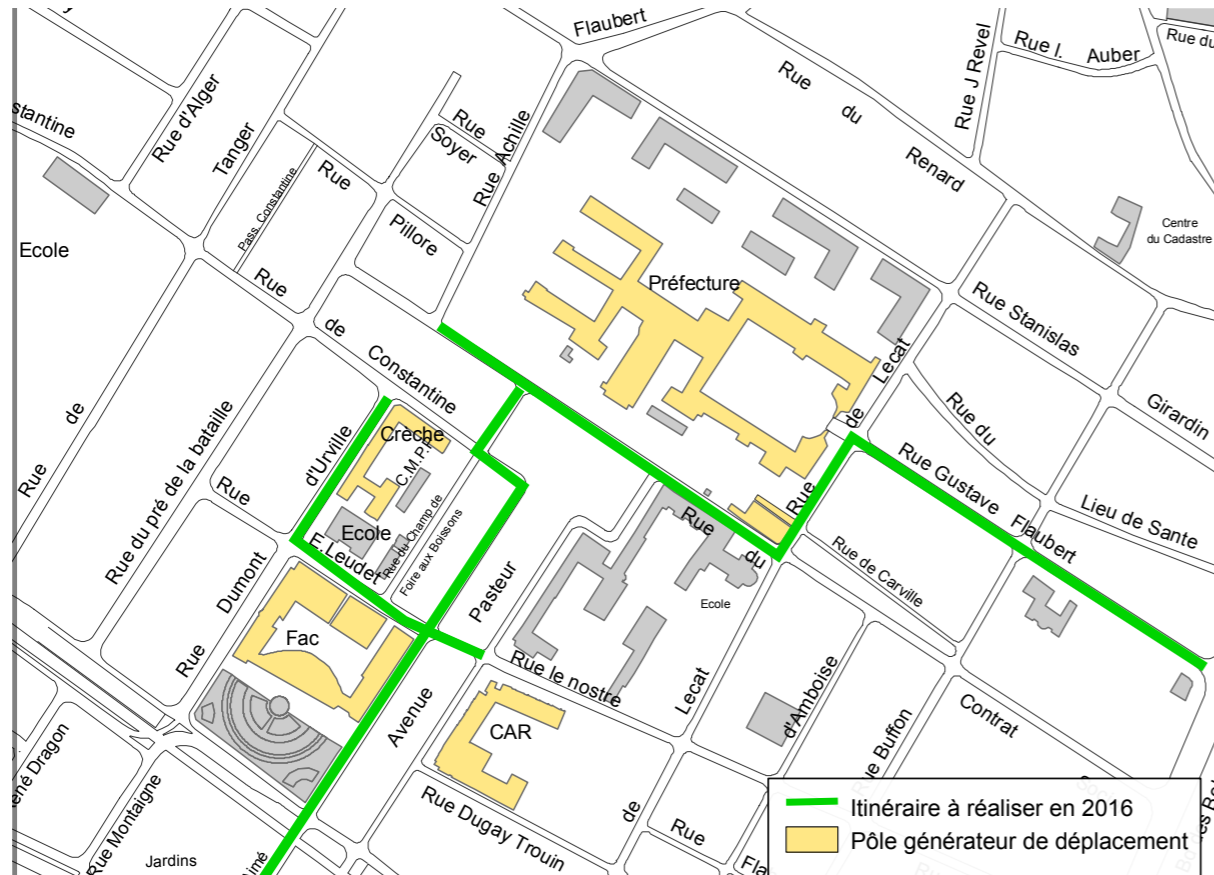 Flaubert
Rue J Revel
Rue I.
Auber
Rue du
Rue
du
Renard
stantine
Rue d'Alger
Tanger
Rue
Soyer
Rue Achille
Rue
Pass. Constantine
Pillore
Centre
du Cadastre
Ecole
Rue
Préfecture
Rue Stanislas
Girardin
de
Constantine
Lecat
de
Rue du
Lieu de Sante
Rue
de
Rue du pré de la bataille
Rue
d'Urville
Dumont
Rue
Crèche
C.M.P.P
Ecole
E.Leudet
Rue du Champ de
Foire aux Boissons
Rue
du
Rue
Rue Gustave
Flaubert
Rue de Carville
Ecole
Pasteur
Avenue
Fac
Rue le nostre
Lecat
de
d'Amboise
Rue
Rue Buffon
Contrat
CAR
Rue Dugay Trouin
René Dragon
Rue Montaigne
Jardins
Itinéraire à réaliser en 2016
Pôle générateur de déplacement